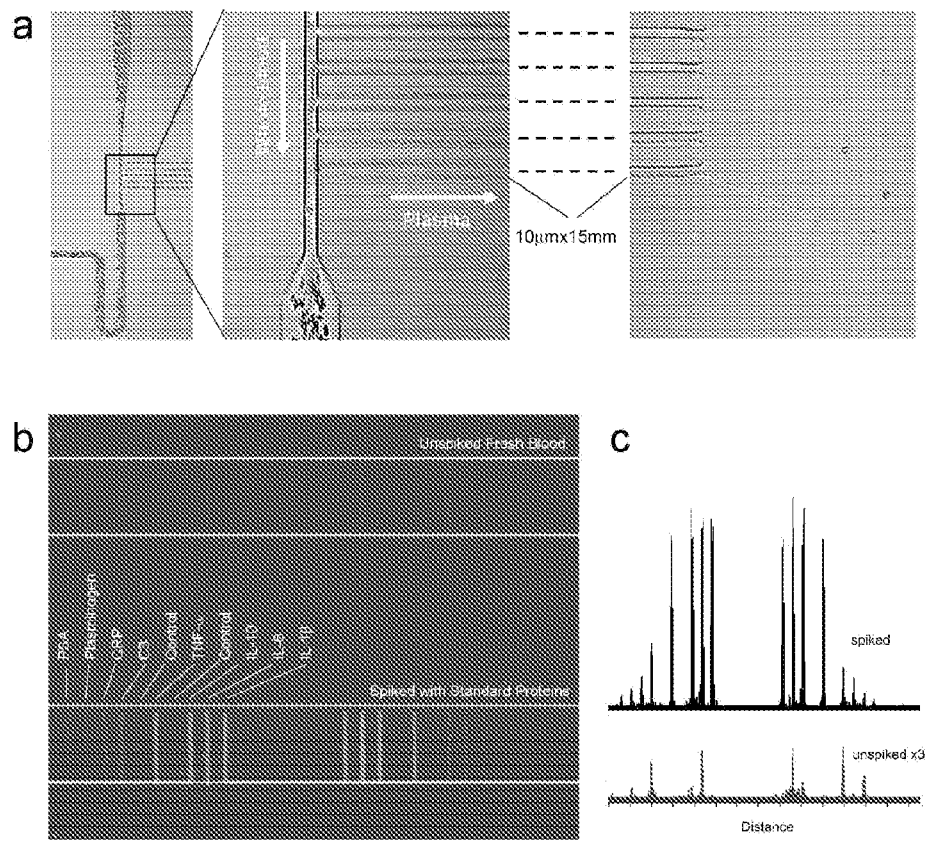 a
Plasma
10μmx15mm
b
Unspiked Fresh Blood
PSA
Plasminogen
CRP
C3
Control
TNF-α
Control
IL-10
IL-6
IL-1β
Spiked with Standard Proteins
c
spiked
unspiked x3
Distance